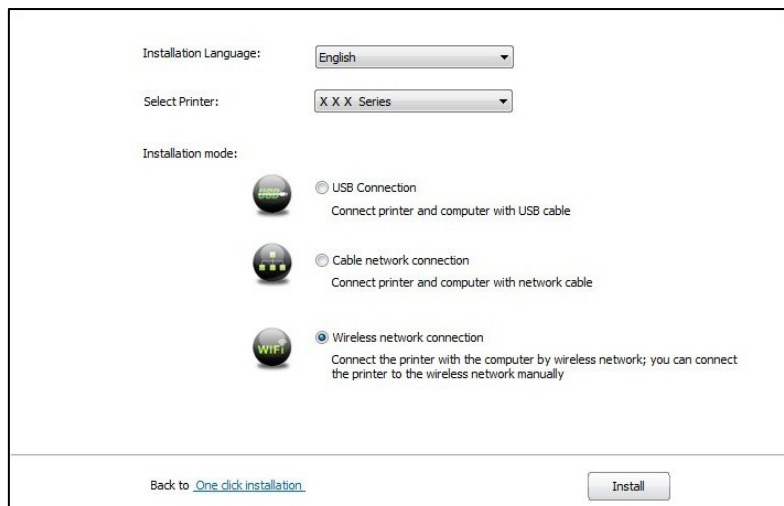 Installation Language:
English
Select Printer:
X X X Series
Installation mode:
USB
USB Connection
Connect printer and computer with USB cable
Cable network connection
Connect printer and computer with network cable
WiFi
Wireless network connection
Connect the printer with the computer by wireless network; you can connect
the printer to the wireless network manually
Back to One click installation
Install